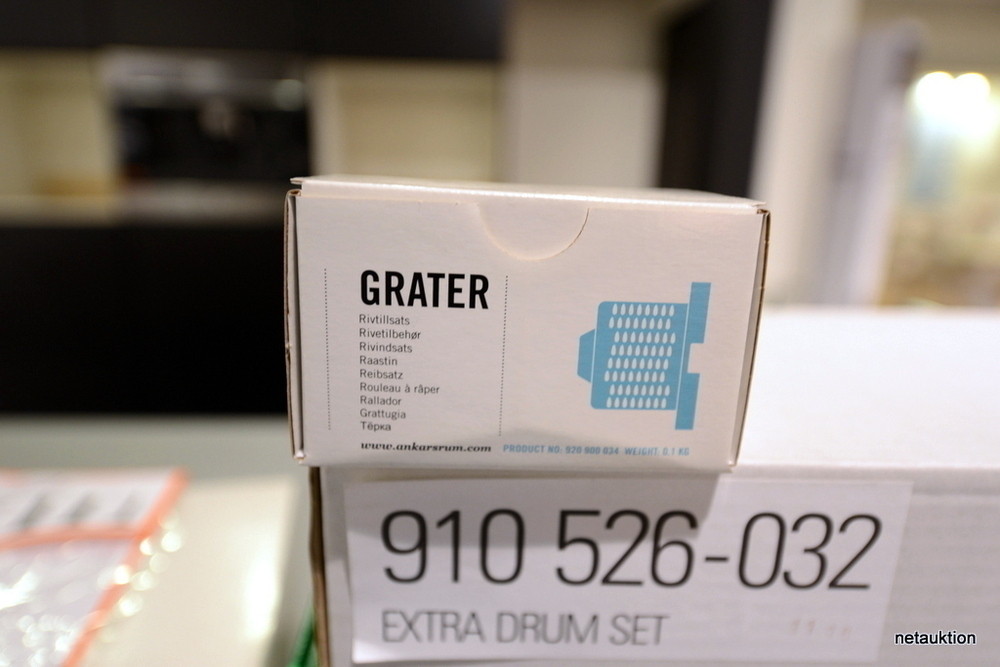 GRATER
Rivtillsats
Rivetilbehør
Rivindsats
Raastin
Reibsatz
Rouleau à râper
Rallador
Grattugia
Тёрка
www.ankarsrum.com PRODUCT NO: 920 900 034 WEIGHT: 0.1 KG
910 526-032
EXTRA DRUM SET
netauktion